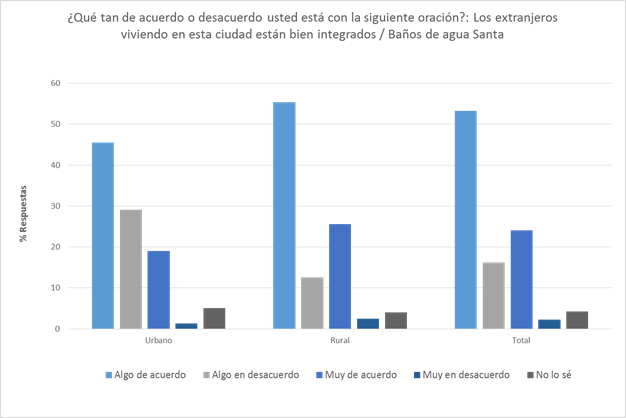 ¿Qué tan de acuerdo o desacuerdo usted está con la siguiente oración?: Los extranjeros
viviendo en esta ciudad están bien integrados / Baños de agua Santa
60
50
40
30
20
10
0
% Respuestas
Urbano Rural Total
Algo de acuerdo Algo en desacuerdo Muy de acuerdo Muy en desacuerdo No lo sé